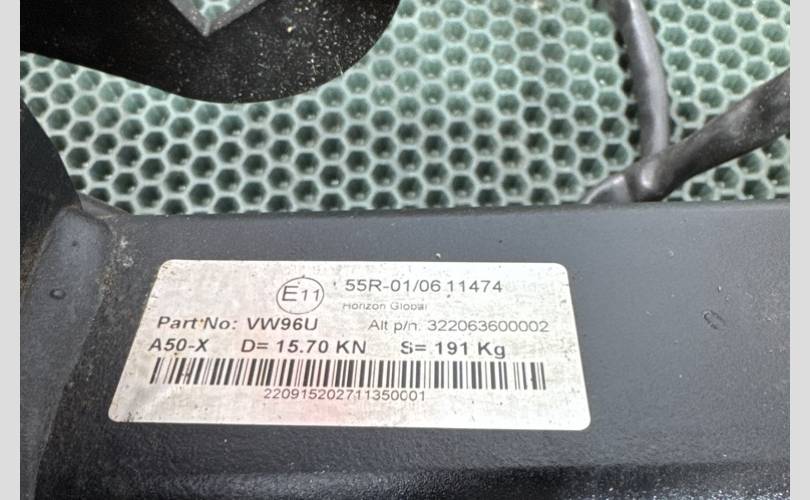 E11 55R-01/06 11474
Horizon Global
Part No: VW96U Alt p/n: 322063600002
A50-X D= 15.70 KN S= 191 Kg
220915202711350001